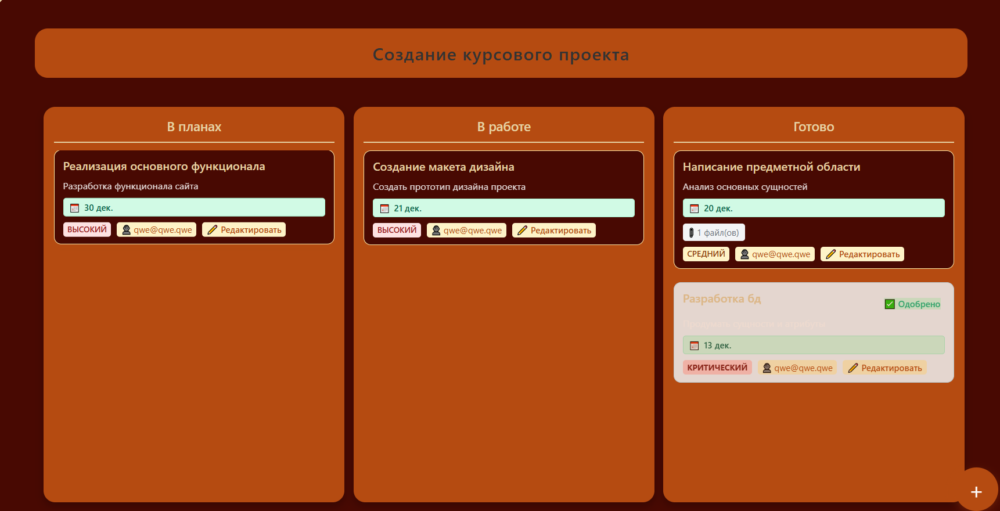 Создание курсового проекта
В планах
Реализация основного функционала
Разработка функционала сайта
30 дек.
ВЫСОКИЙ qwe@qwe.qwe Редактировать
В работе
Создание макета дизайна
Создать прототип дизайна проекта
21 дек.
ВЫСОКИЙ qwe@qwe.qwe Редактировать
Готово
Написание предметной области
Анализ основных сущностей
20 дек.
1 файл(ов)
СРЕДНИЙ qwe@qwe.qwe Редактировать
Разработка бд
Одобрено
Продумать сущности и атрибуты
13 дек.
КРИТИЧЕСКИЙ qwe@qwe.qwe Редактировать
+